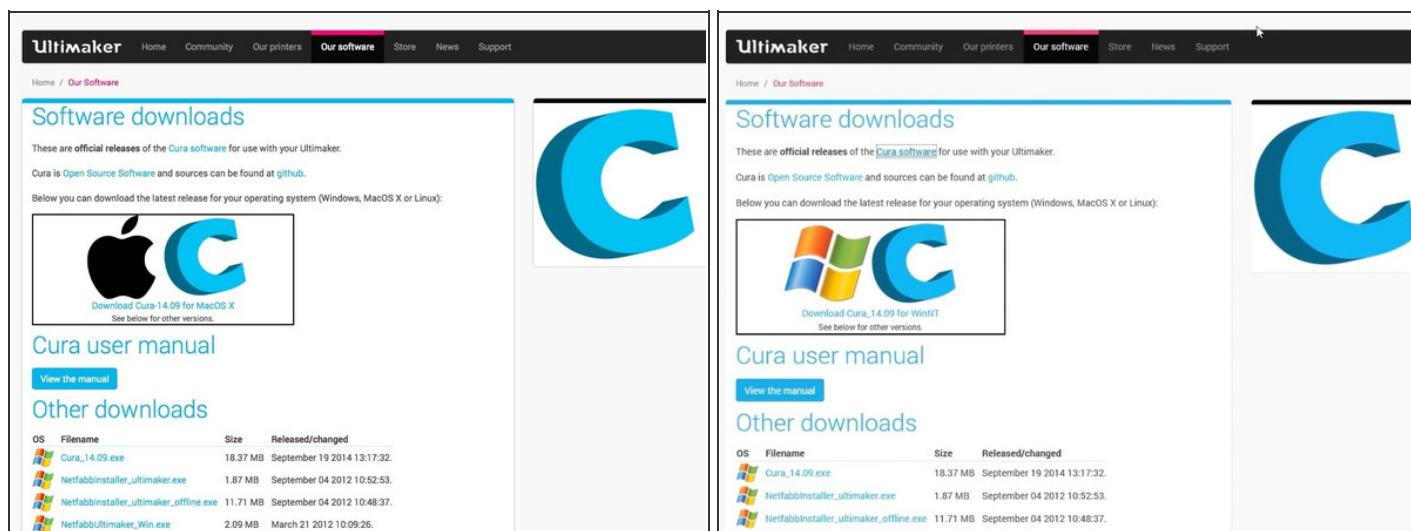 Ultimaker Home Community Our printers Our software Store News Support
Home / Our Software
Software downloads
These are official releases of the Cura software for use with your Ultimaker.
Cura is Open Source Software and sources can be found at github.
Below you can download the latest release for your operating system (Windows, MacOS X or Linux):
Download Cura-14.09 for MacOS X
See below for other versions.
Cura user manual
View the manual
Other downloads
OS Filename Size Released/changed
Cura_14.09.exe 18.37 MB September 19 2014 13:17:32.
NetfabbInstaller_ultimaker.exe 1.87 MB September 04 2012 10:52:53.
NetfabbInstaller_ultimaker_offline.exe 11.71 MB September 04 2012 10:48:37.
NetfabbUltimaker_Win.exe 2.09 MB March 21 2012 10:09:26.
Ultimaker Home Community Our printers Our software Store News Support
Home / Our Software
Software downloads
These are official releases of the Cura software for use with your Ultimaker.
Cura is Open Source Software and sources can be found at github.
Below you can download the latest release for your operating system (Windows, MacOS X or Linux):
Download Cura_14.09 for WinNT
See below for other versions.
Cura user manual
View the manual
Other downloads
OS Filename Size Released/changed
Cura_14.09.exe 18.37 MB September 19 2014 13:17:32.
NetfabbInstaller_ultimaker.exe 1.87 MB September 04 2012 10:52:53.
NetfabbInstaller_ultimaker_offline.exe 11.71 MB September 04 2012 10:48:37.